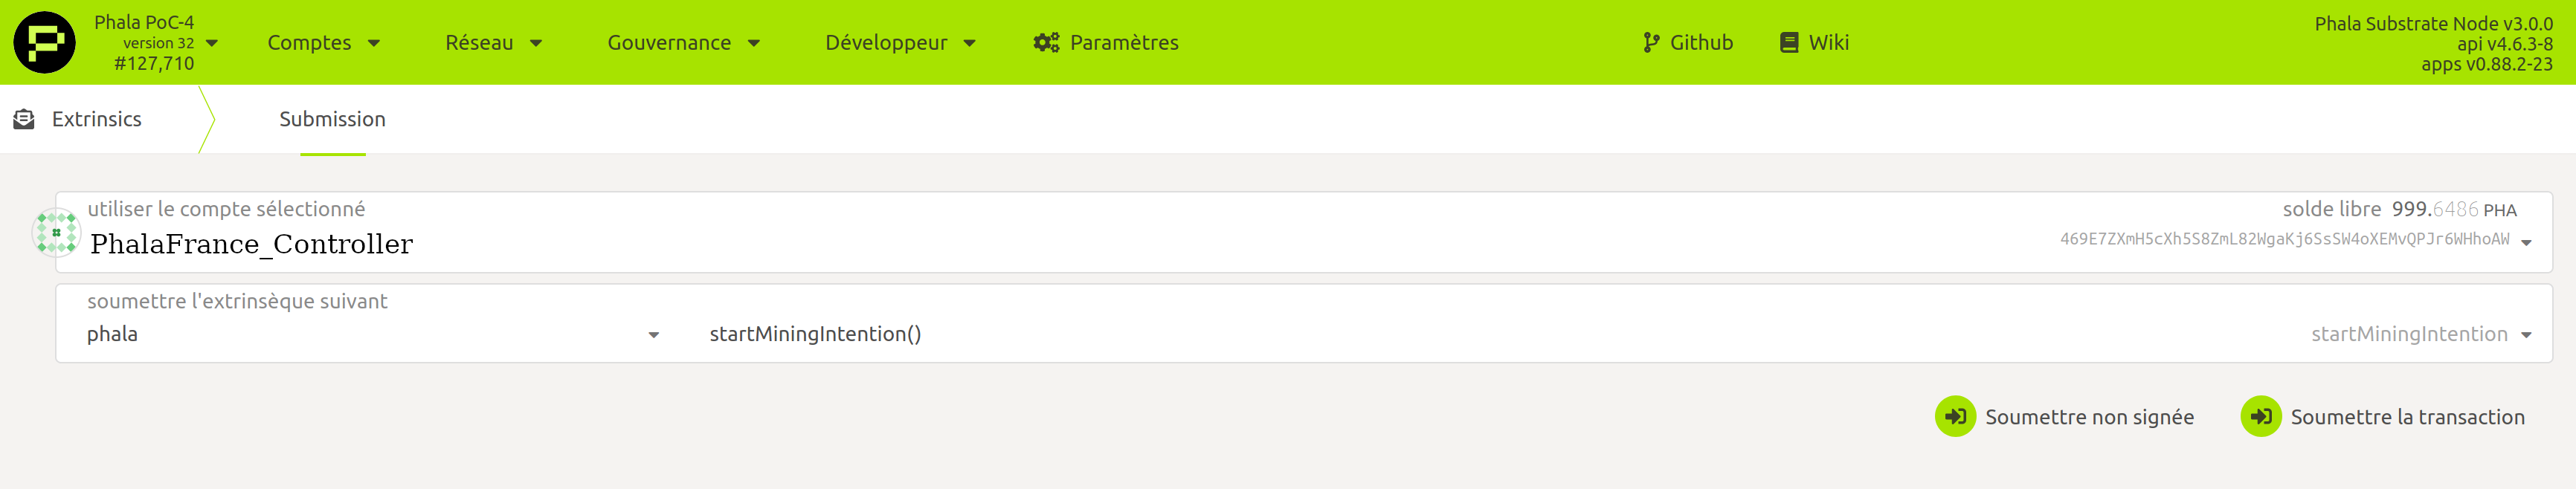 Phala PoC-4
version 32
#127,710
Comptes
Réseau
Gouvernance
Développeur
Paramètres
Github
Wiki
Phala Substrate Node v3.0.0
api v4.6.3-8
apps v0.88.2-23
Extrinsics
Submission
utiliser le compte sélectionné
PhalaFrance_Controller
solde libre 999.6486 PHA
469E7ZXmH5cXh5S8ZmL82WgaKj6SsSW4oXEMvQPJr6WHhoAW
soumettre l'extrinsèque suivant
phala
startMiningIntention()
startMiningIntention
Soumettre non signée
Soumettre la transaction